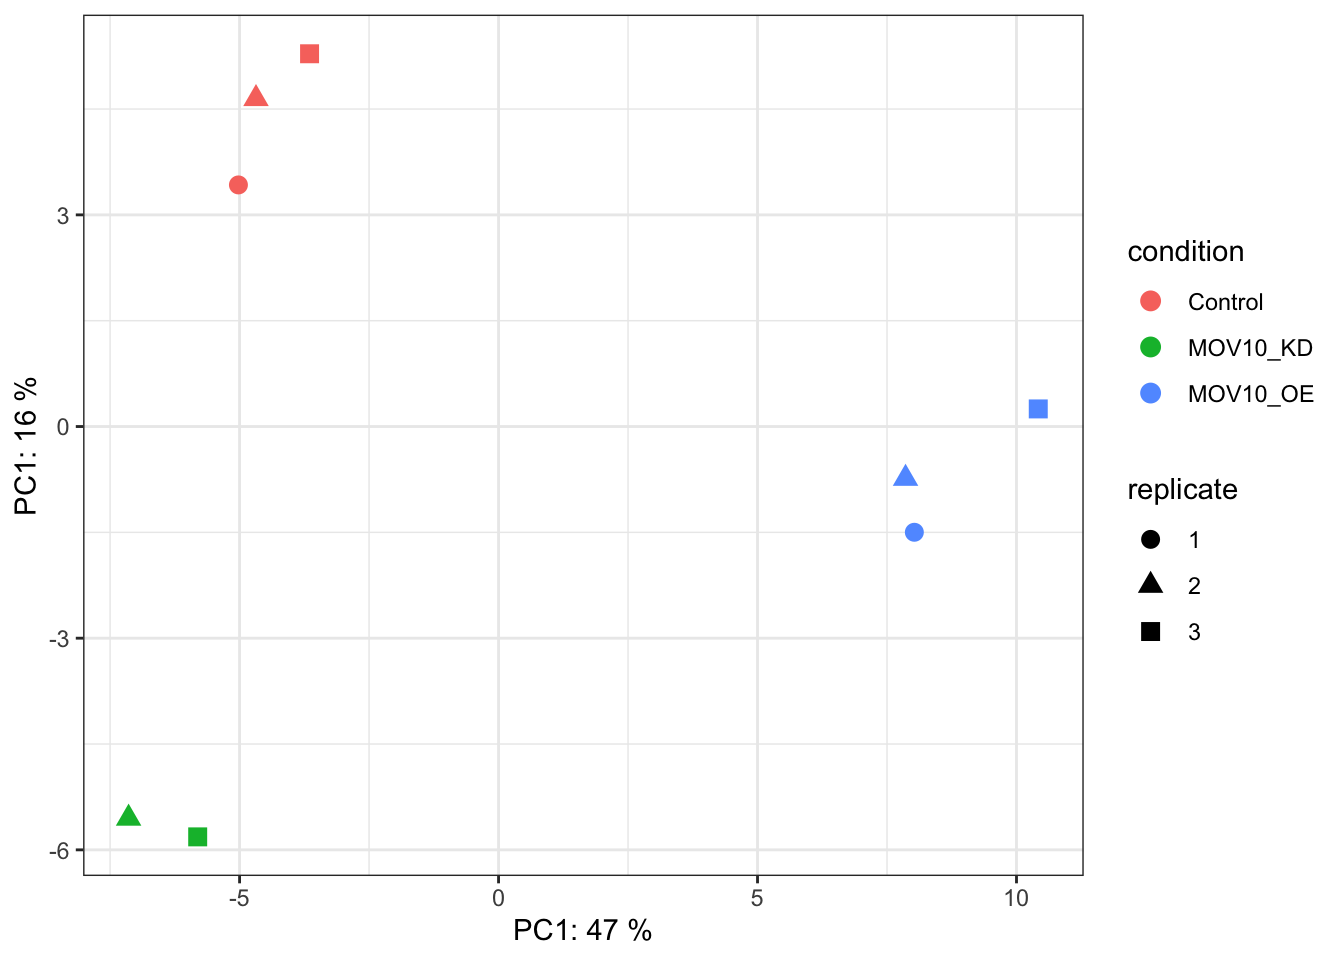 3
0
-3
-6
PC1: 16 %
-5
0
5
10
PC1: 47 %
condition
Control
MOV10_KD
MOV10_OE
replicate
1
2
3